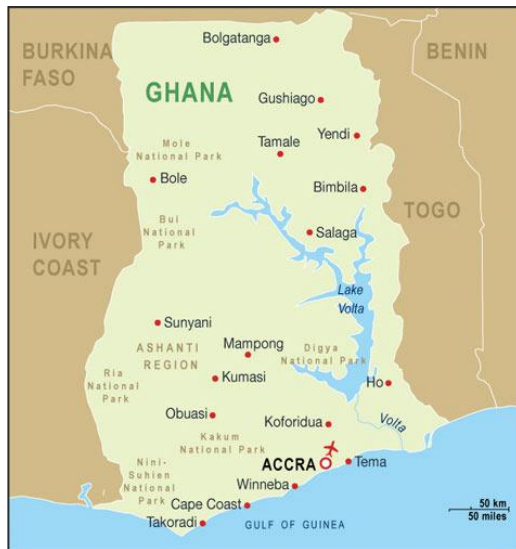 Bolgatanga
BURKINA
FASO
BENIN
GHANA
Gushiago
Yendi
Mole
National Park
Tamale
Bole
Bimbila
TOGO
Bui
National
Park
IVORY
COAST
Salaga
Lake
Volta
Sunyani
Mampong
Digya
National Park
ASHANTI
REGION
Ria
National
Park
Kumasi
Ho
Obuasi
Koforidua
Volta
Kakum
National Park
Nini-
Suhien
National
Park
ACCRA
Tema
Winneba
Cape Coast
Takoradi
GULF OF GUINEA
50 km
50 miles